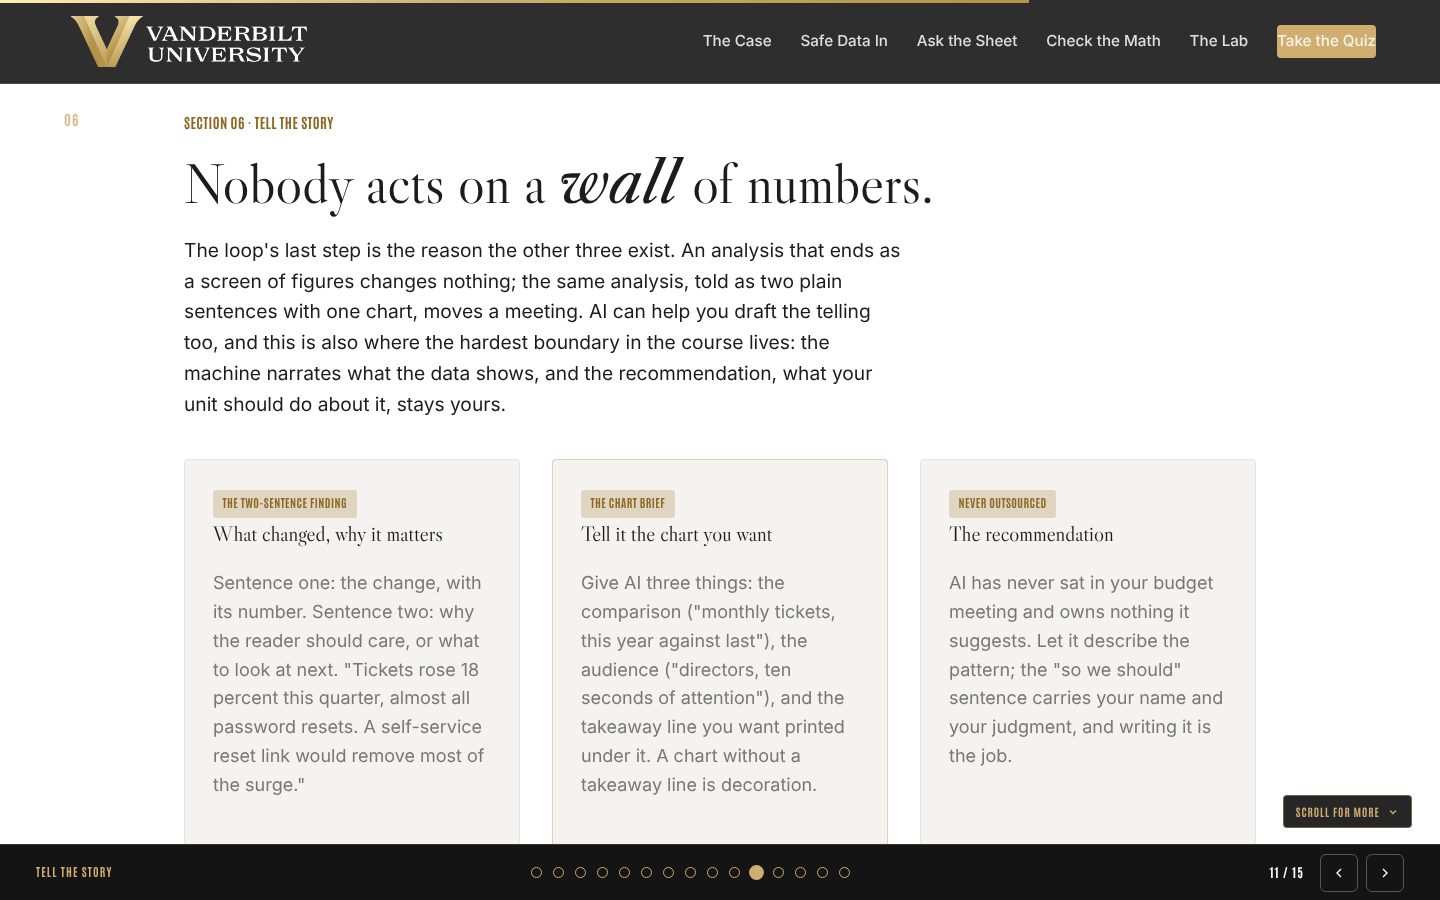 VANDERBILT
UNIVERSITY
The Case
Safe Data In
Ask the Sheet
Check the Math
The Lab
Take the Quiz
06
SECTION 06 · TELL THE STORY
Nobody acts on a wall of numbers.
The loop's last step is the reason the other three exist. An analysis that ends as
a screen of figures changes nothing; the same analysis, told as two plain
sentences with one chart, moves a meeting. AI can help you draft the telling
too, and this is also where the hardest boundary in the course lives: the
machine narrates what the data shows, and the recommendation, what your
unit should do about it, stays yours.
THE TWO-SENTENCE FINDING
What changed, why it matters
Sentence one: the change, with
its number. Sentence two: why
the reader should care, or what
to look at next. "Tickets rose 18
percent this quarter, almost all
password resets. A self-service
reset link would remove most of
the surge."
THE CHART BRIEF
Tell it the chart you want
Give AI three things: the
comparison ("monthly tickets,
this year against last"), the
audience ("directors, ten
seconds of attention"), and the
takeaway line you want printed
under it. A chart without a
takeaway line is decoration.
NEVER OUTSOURCED
The recommendation
AI has never sat in your budget
meeting and owns nothing it
suggests. Let it describe the
pattern; the "so we should"
sentence carries your name and
your judgment, and writing it is
the job.
SCROLL FOR MORE
TELL THE STORY
11 / 15